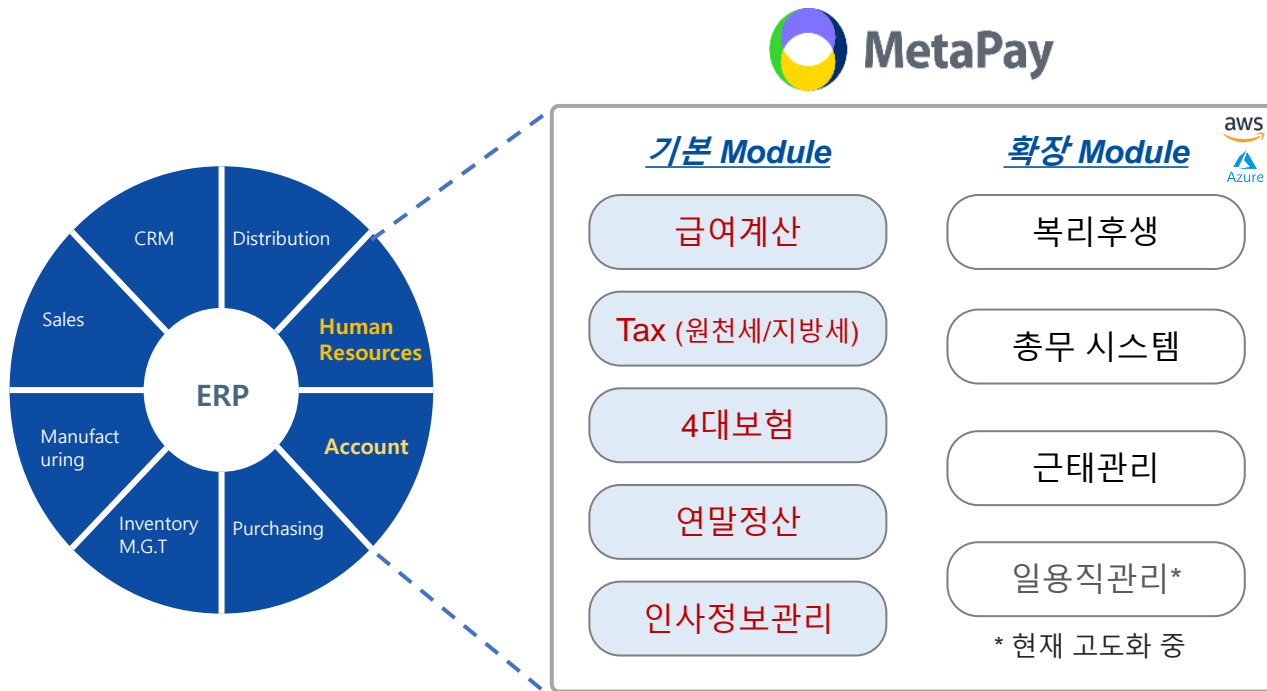 MetaPay
aws
Azure
기본 Module
확장 Module
급여계산
복리후생
Tax (원천세/지방세)
총무 시스템
4대보험
근태관리
연말정산
일용직관리*
인사정보관리
* 현재 고도화 중
CRM
Distribution
Sales
Human
Resources
ERP
Manufact
uring
Account
Inventory
M.G.T
Purchasing